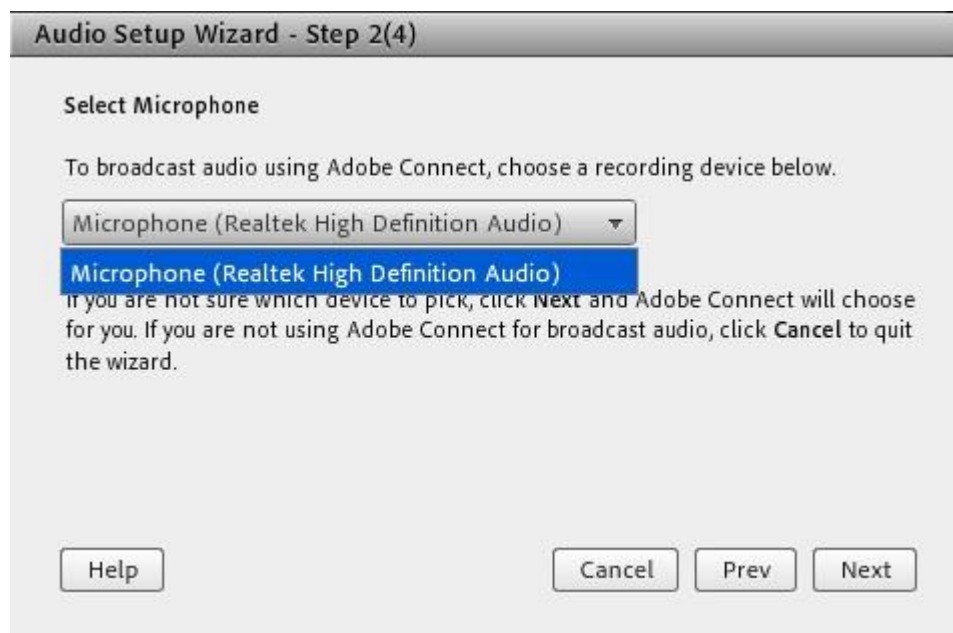 Audio Setup Wizard - Step 2(4)
Select Microphone
To broadcast audio using Adobe Connect, choose a recording device below.
Microphone (Realtek High Definition Audio)
Microphone (Realtek High Definition Audio)
If you are not sure which device to pick, click Next and Adobe Connect will choose
for you. If you are not using Adobe Connect for broadcast audio, click Cancel to quit
the wizard.
Help
Cancel
Prev
Next